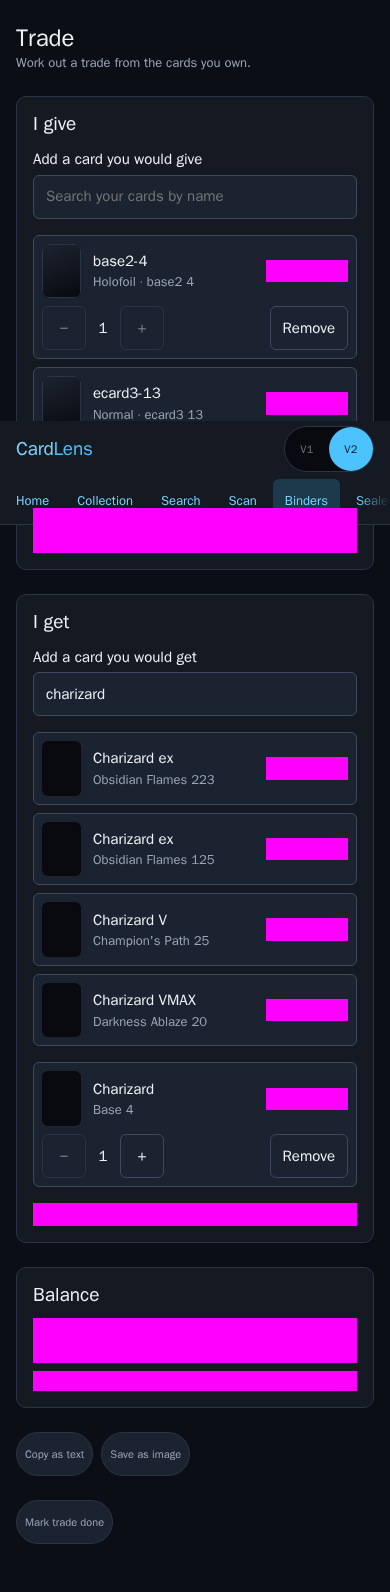 Trade
Work out a trade from the cards you own.
I give
Add a card you would give
Search your cards by name
base2-4
Holofoil · base2 4
− 1 + Remove
ecard3-13
Normal · ecard3 13
CardLens V1 V2
Home Collection Search Scan Binders Seale
I get
Add a card you would get
charizard
Charizard ex
Obsidian Flames 223
Charizard ex
Obsidian Flames 125
Charizard V
Champion's Path 25
Charizard VMAX
Darkness Ablaze 20
Charizard
Base 4
− 1 + Remove
Balance
Copy as text Save as image
Mark trade done